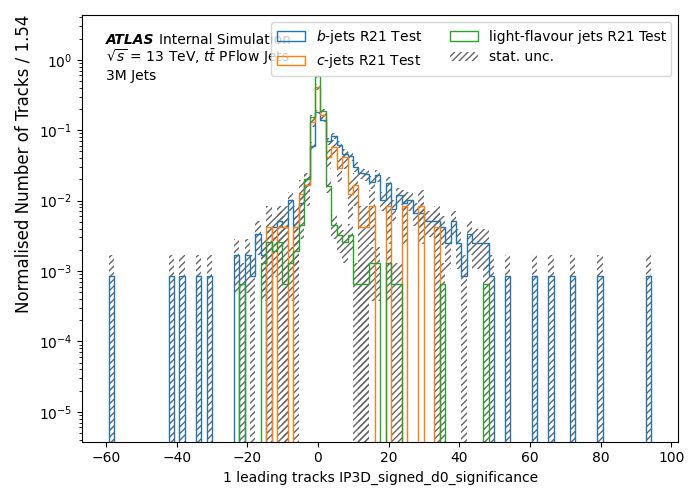 Normalised Number of Tracks / 1.54
ATLAS Internal Simulation
√s = 13 TeV, tt̄ PFlow Jets
3M Jets
b-jets R21 Test
c-jets R21 Test
light-flavour jets R21 Test
stat. unc.
10⁰
10⁻¹
10⁻²
10⁻³
10⁻⁴
10⁻⁵
−60 −40 −20 0 20 40 60 80 100
1 leading tracks IP3D_signed_d0_significance